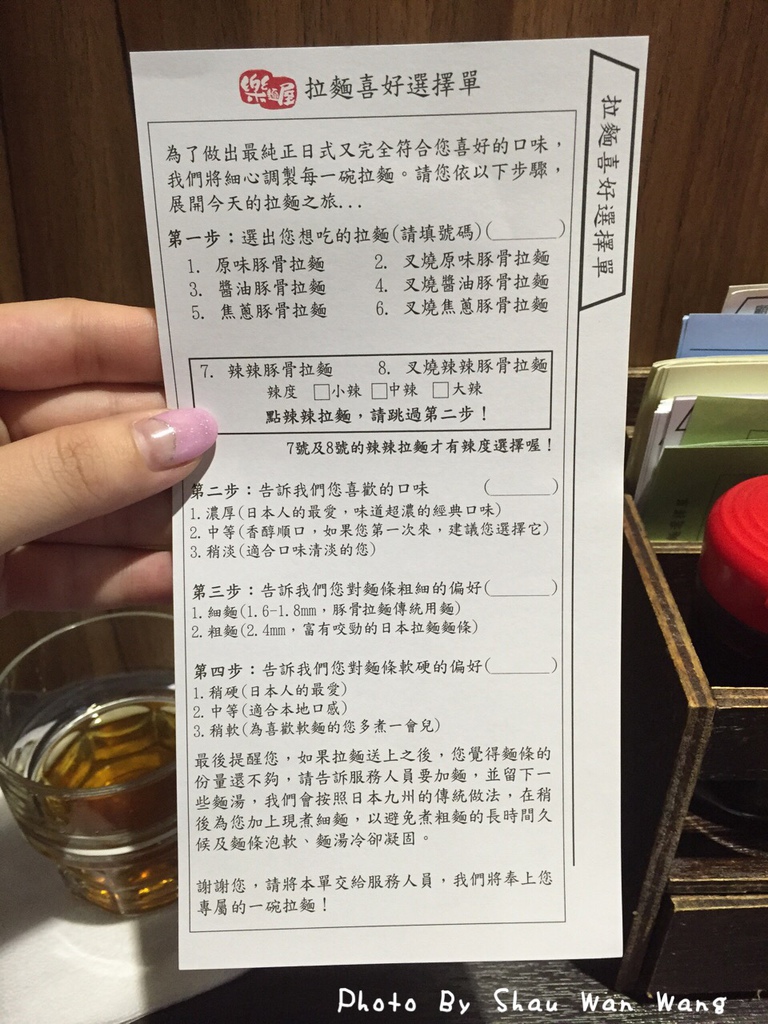 樂麵屋 拉麵喜好選擇單
拉麵喜好選擇單
為了做出最純正日式又完全符合您喜好的口味，
我們將細心調製每一碗拉麵。請您依以下步驟，
展開今天的拉麵之旅...
第一步：選出您想吃的拉麵(請填號碼)(______)
1. 原味豚骨拉麵 2. 叉燒原味豚骨拉麵
3. 醬油豚骨拉麵 4. 叉燒醬油豚骨拉麵
5. 焦蔥豚骨拉麵 6. 叉燒焦蔥豚骨拉麵
7. 辣辣豚骨拉麵 8. 叉燒辣辣豚骨拉麵
辣度 □小辣 □中辣 □大辣
點辣辣拉麵，請跳過第二步！
7號及8號的辣辣拉麵才有辣度選擇喔！
第二步：告訴我們您喜歡的口味 (______)
1.濃厚(日本人的最愛，味道超濃的經典口味)
2.中等(香醇順口，如果您第一次來，建議您選擇它)
3.稍淡(適合口味清淡的您)
第三步：告訴我們您對麵條粗細的偏好(______)
1.細麵(1.6-1.8mm，豚骨拉麵傳統用麵)
2.粗麵(2.4mm，富有咬勁的日本拉麵麵條)
第四步：告訴我們您對麵條軟硬的偏好(______)
1.稍硬(日本人的最愛)
2.中等(適合本地口感)
3.稍軟(為喜歡軟麵的您多煮一會兒)
最後提醒您，如果拉麵送上之後，您覺得麵條的
份量還不夠，請告訴服務人員要加麵，並留下一
些麵湯，我們會按照日本九州的傳統做法，在稍
後為您加上現煮細麵，以避免煮粗麵的長時間久
候及麵條泡軟、麵湯冷卻凝固。
謝謝您，請將本單交給服務人員，我們將奉上您
專屬的一碗拉麵！
Photo By Shau Wan Wang